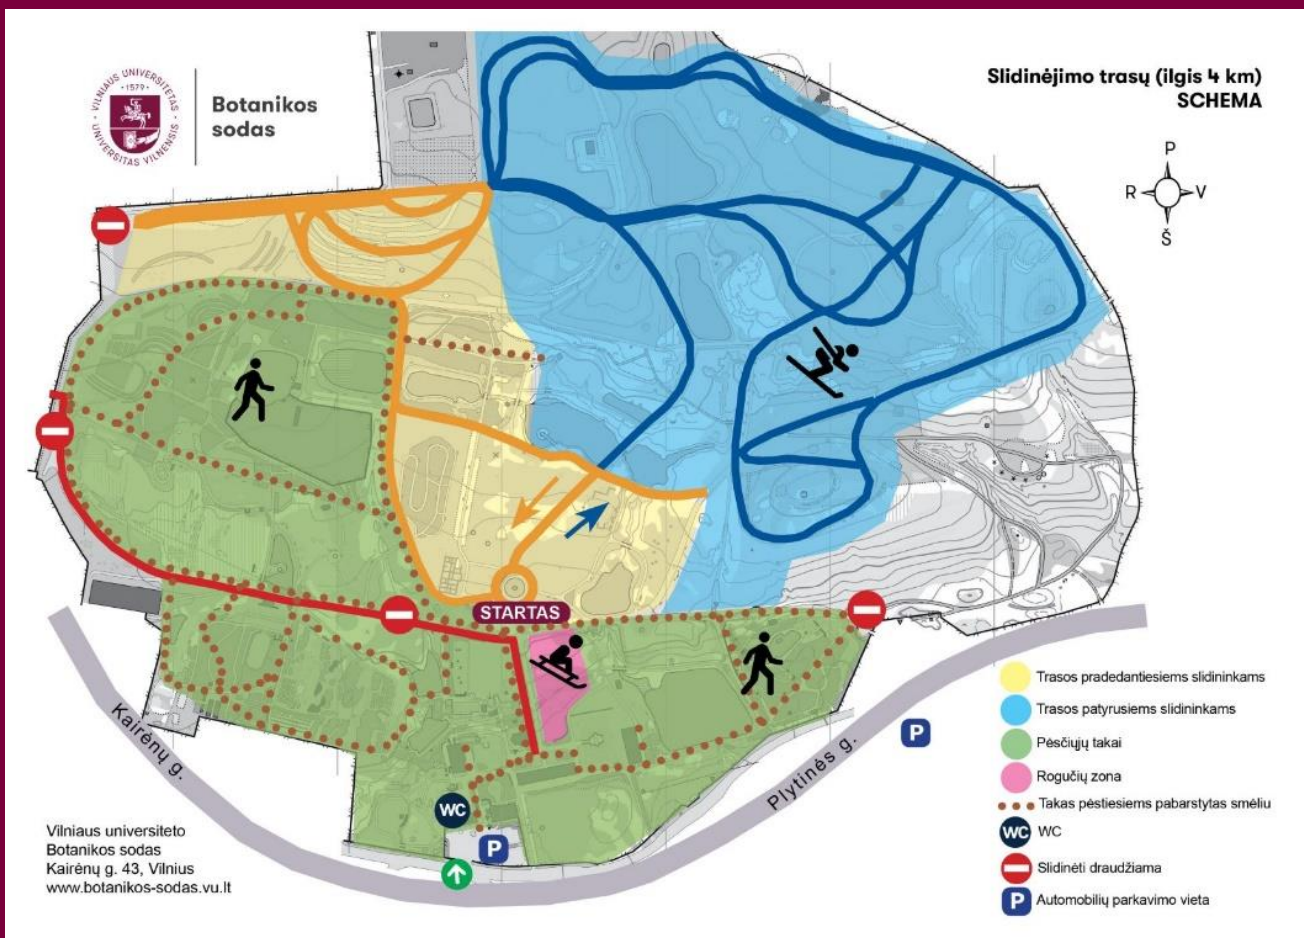 VILNIAUS UNIVERSITETAS
·1579·
UNIVERSITAS VILNENSIS
Botanikos
sodas
Slidinėjimo trasų (ilgis 4 km)
SCHEMA
P
R
V
Š
STARTAS
Kairėnų g.
Plytinės g.
P
WC
P
Trasos pradedantiesiems slidininkams
Trasos patyrusiems slidininkams
Pėsčiųjų takai
Rogučių zona
Takas pėstiesiems pabarstytas smėliu
WC WC
Slidinėti draudžiama
P Automobilių parkavimo vieta
Vilniaus universiteto
Botanikos sodas
Kairėnų g. 43, Vilnius
www.botanikos-sodas.vu.lt